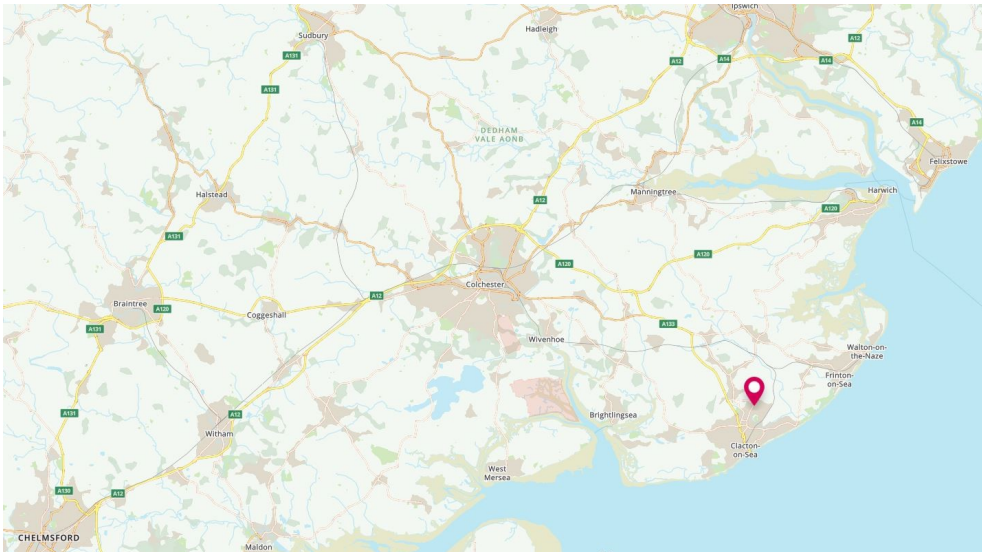 Ipswich
Sudbury
Hadleigh
A12
A131
A12
A14
A14
A131
A14
DEDHAM
VALE AONB
Felixstowe
Halstead
Manningtree
Harwich
A12
A120
A131
A120
A120
Colchester
A12
Braintree
A120
Coggeshall
A131
A133
Wivenhoe
Walton-on-
the-Naze
Frinton-
on-Sea
A131
A12
Brightlingsea
Witham
Clacton-
on-Sea
West
Mersea
A130
A12
CHELMSFORD
Maldon